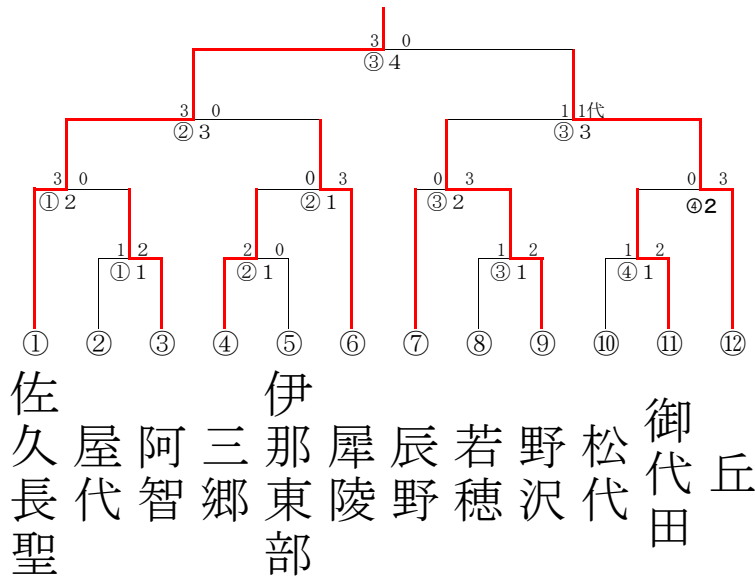 3 0
③4
3 0
②3
1 1代
③3
3 0
①2
0 3
②1
0 3
③2
0 3
④2
1 2
①1
2 0
②1
1 2
③1
1 2
④1
① ② ③ ④ ⑤ ⑥ ⑦ ⑧ ⑨ ⑩ ⑪ ⑫
佐久長聖
屋代
阿智
三郷
伊那東部
犀陵
辰野
若穂
野沢
松代
御代田
丘